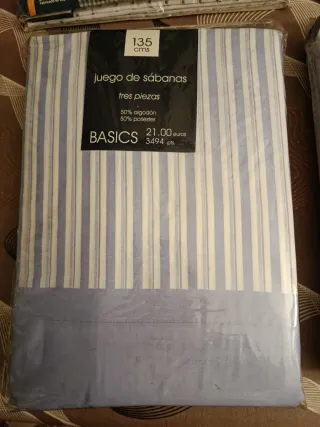 135
cms
juego de sábanas
tres piezas
50% algodón
50% poliéster
BASICS 21.00 euros
3494 pts